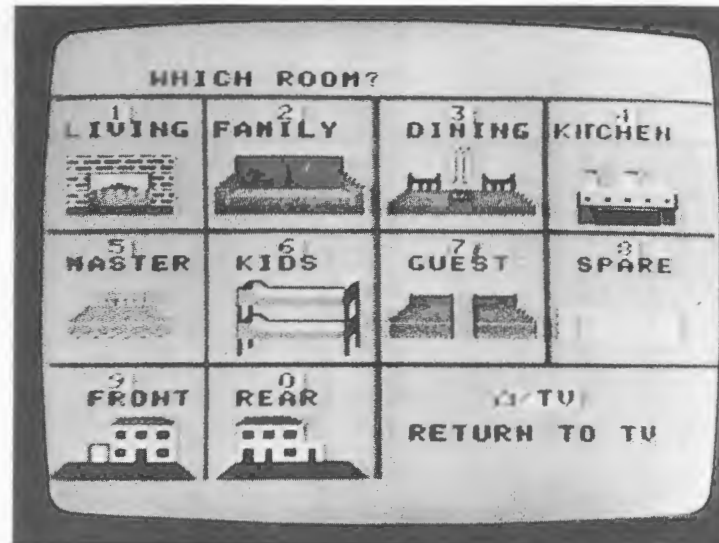 WHICH ROOM?
1 2 3 4
LIVING FAMILY DINING KITCHEN
5 6 7 8
MASTER KIDS GUEST SPARE
9 0
FRONT REAR /TV
RETURN TO TV